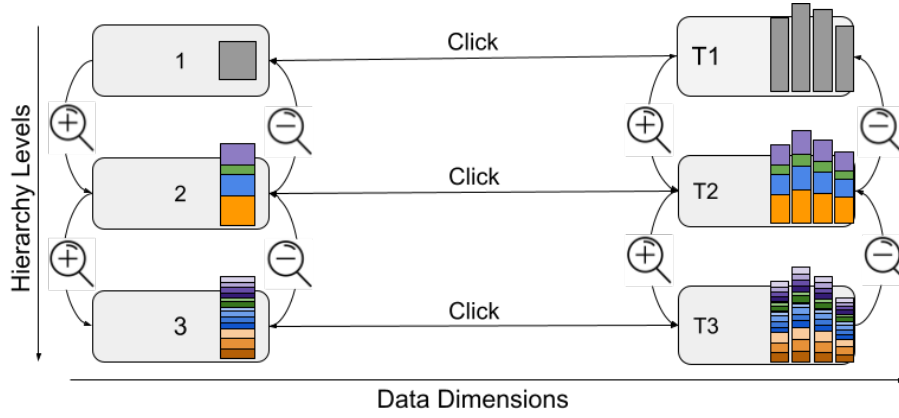 1
Click
T1
2
Click
T2
3
Click
T3
Hierarchy Levels
Data Dimensions